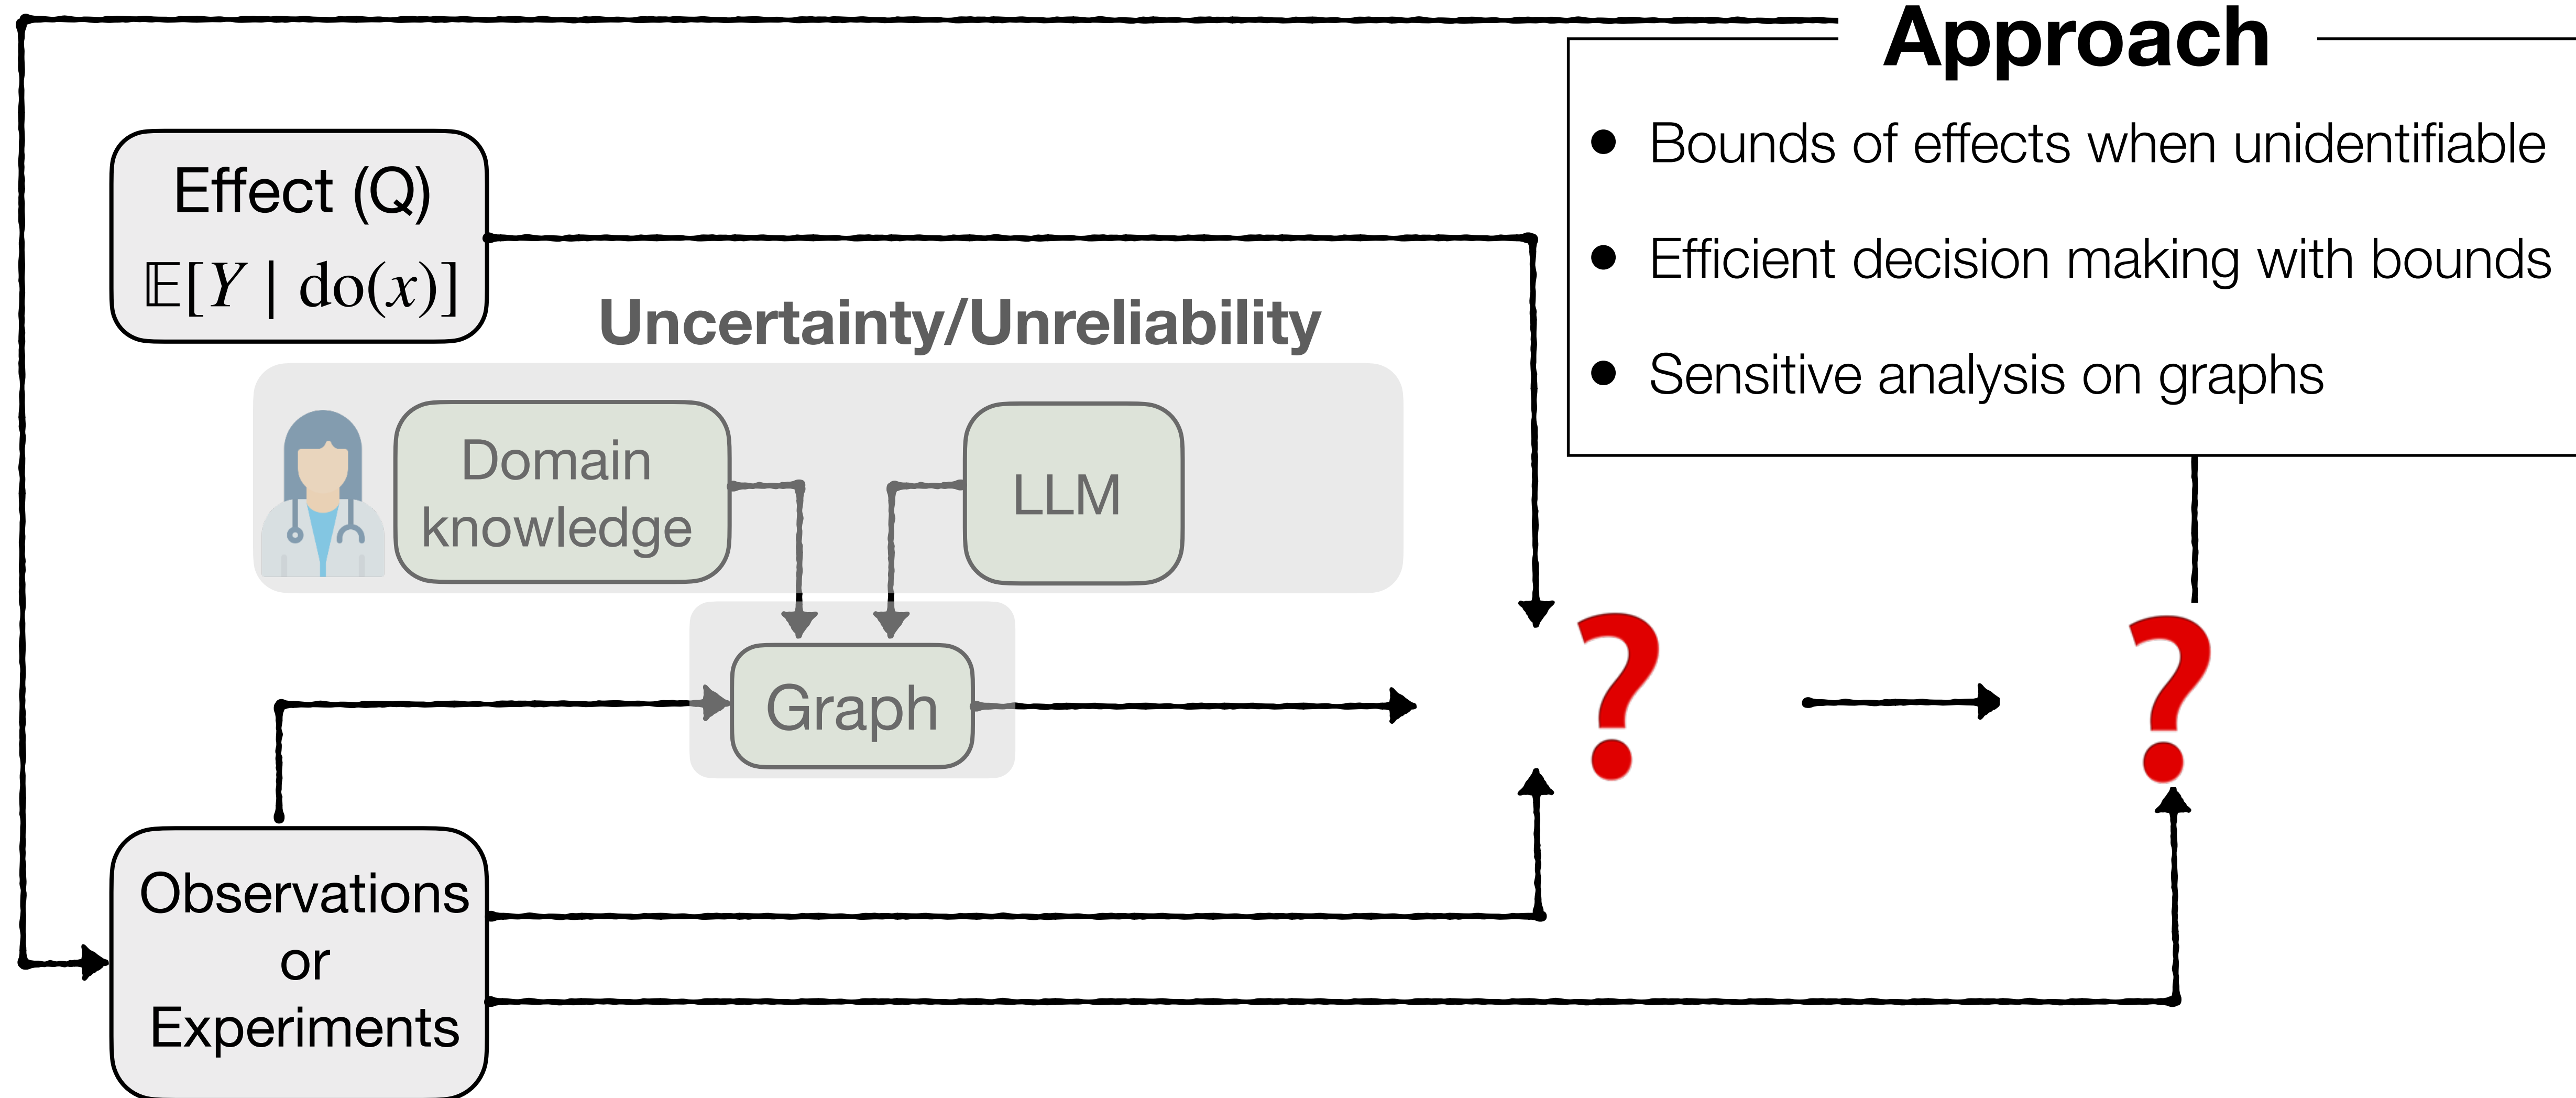 Approach
• Bounds of effects when unidentifiable
• Efficient decision making with bounds
• Sensitive analysis on graphs
Effect (Q)
𝔼[Y | do(x)]
Uncertainty/Unreliability
Domain
knowledge
LLM
Graph
?
?
Observations
or
Experiments